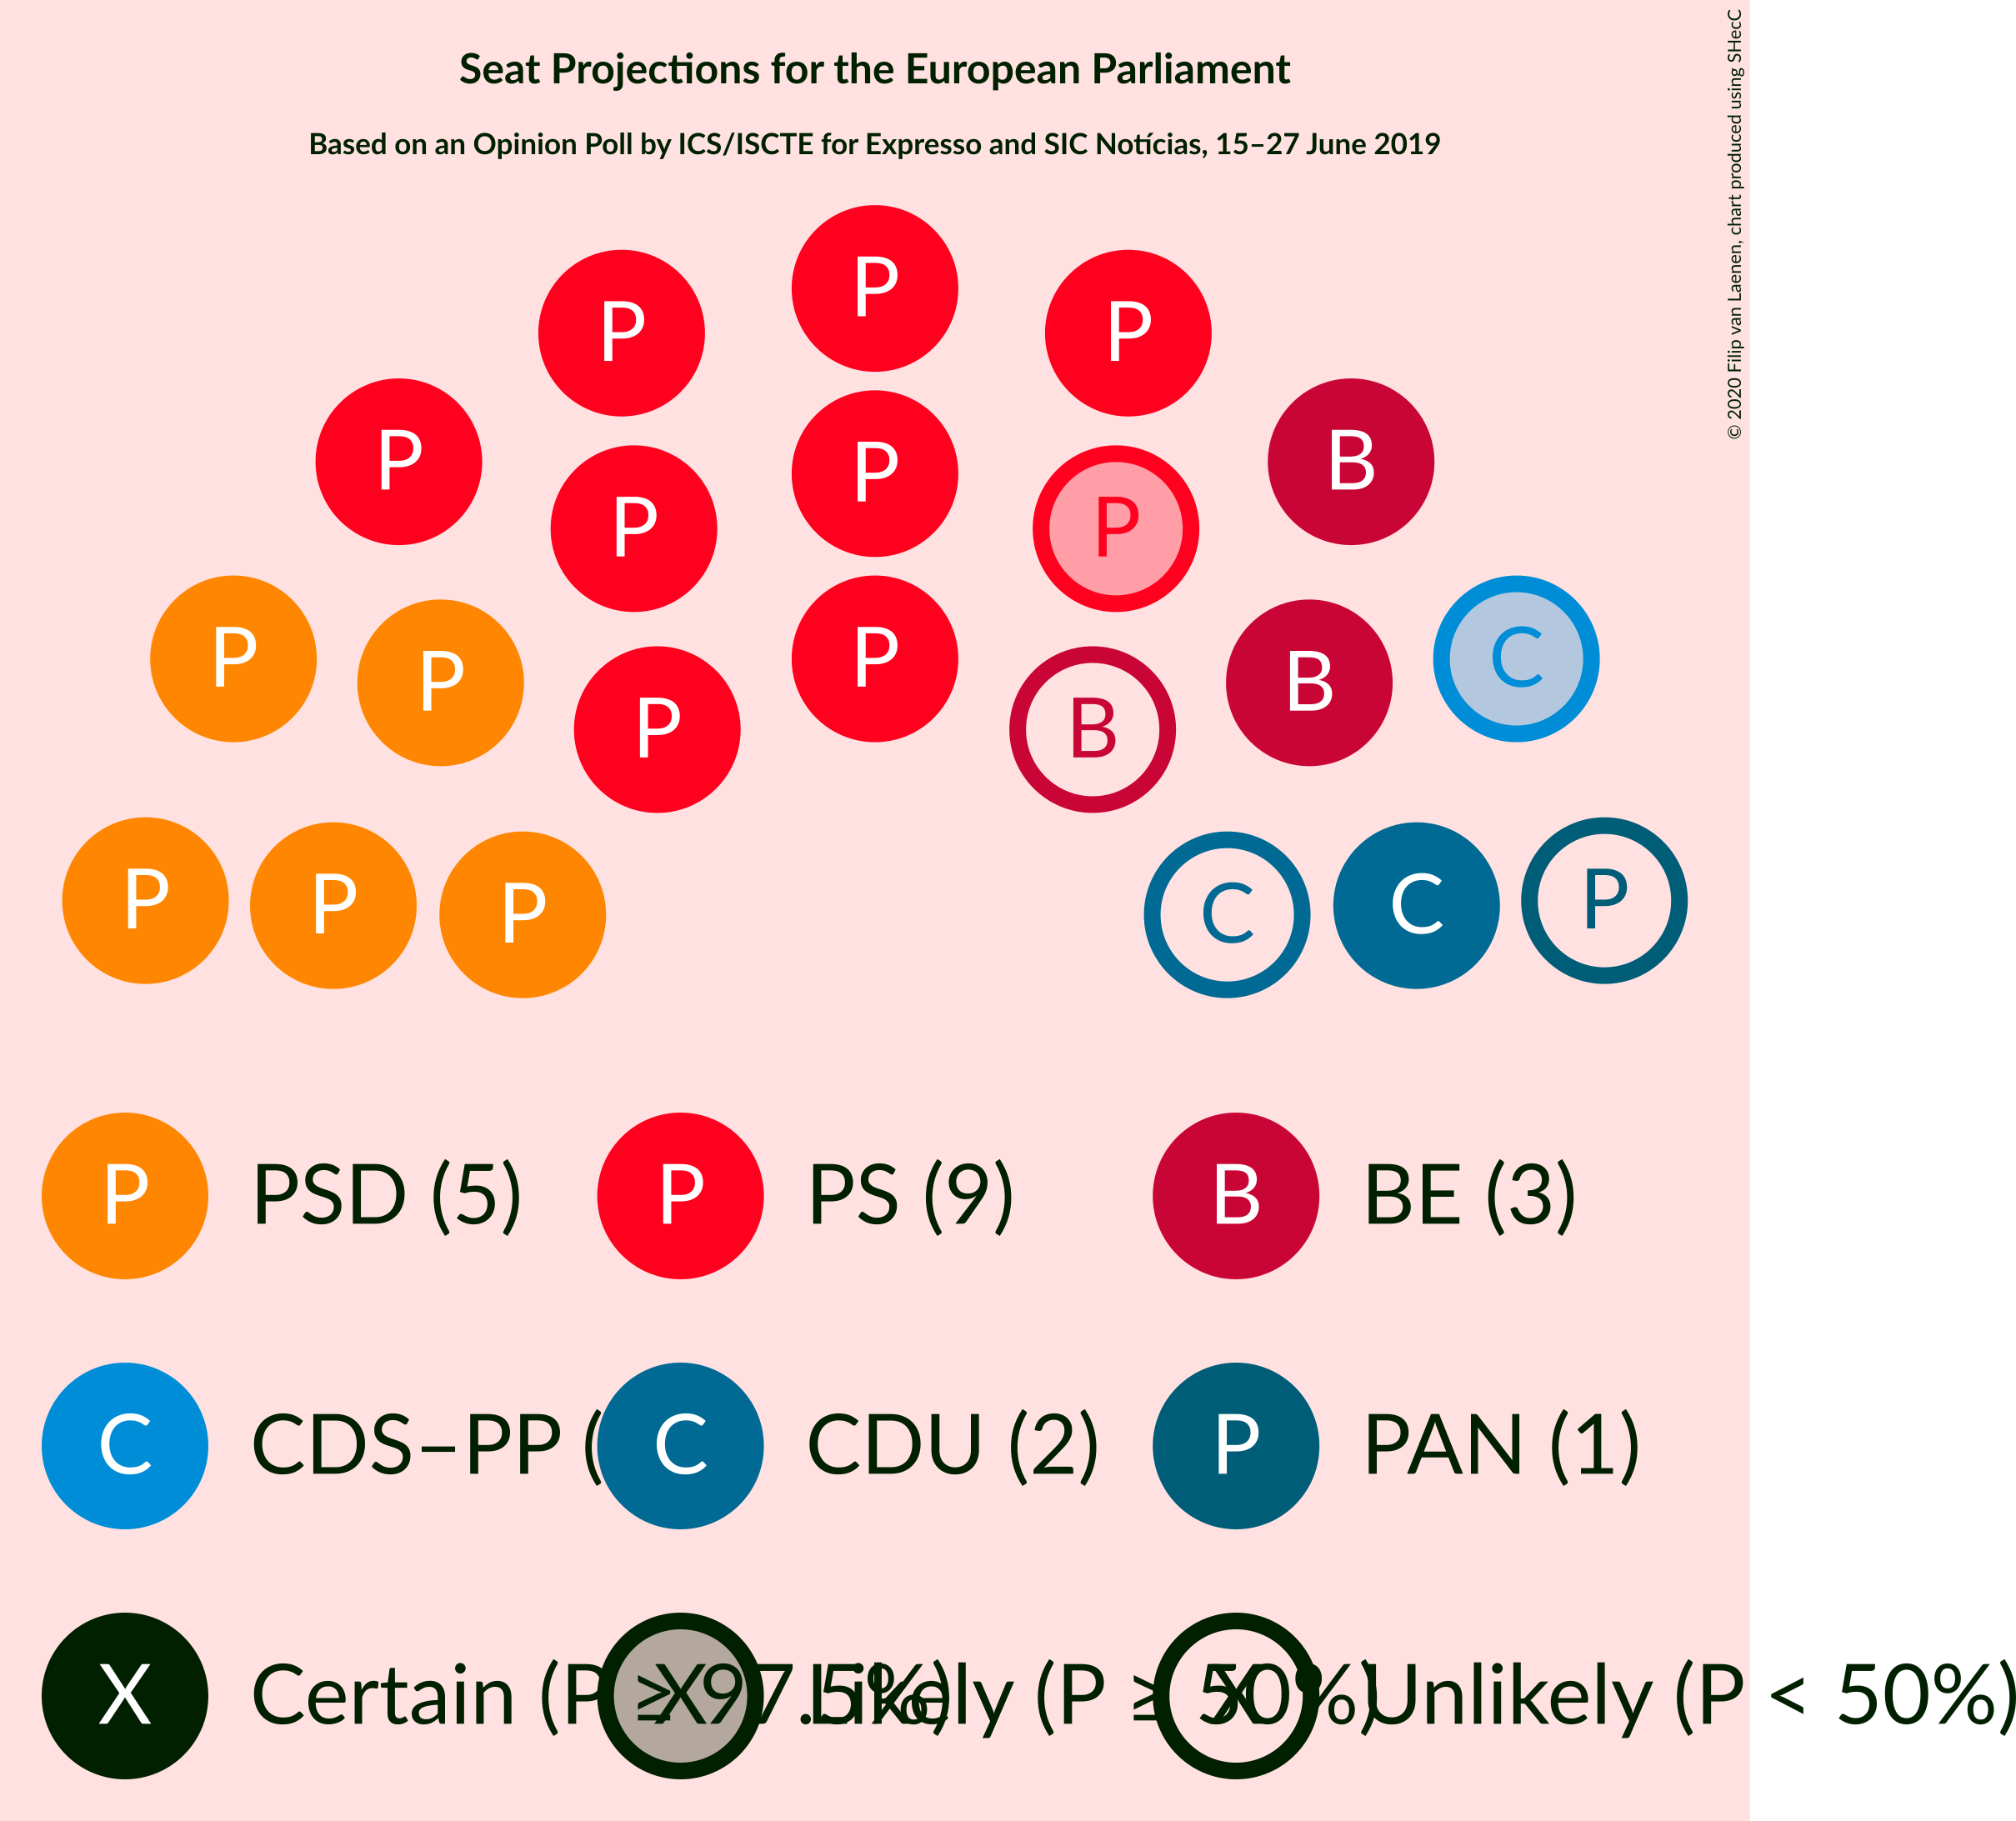 Seat Projections for the European Parliament
Based on an Opinion Poll by ICS/ISCTE for Expresso and SIC Notícias, 15–27 June 2019
© 2020 Filip van Laenen, chart produced using SHecC
P
P P
P B
P
P P
P P
P C
P B
P B
P P
C C
P P P
P PSD (5) P PS (9) B BE (3)
C CDS–PP ( C CDU (2) P PAN (1)
X Certain (P ≥ 97.5%) X Likely (P ≥ 50%) X Unlikely (P < 50%)